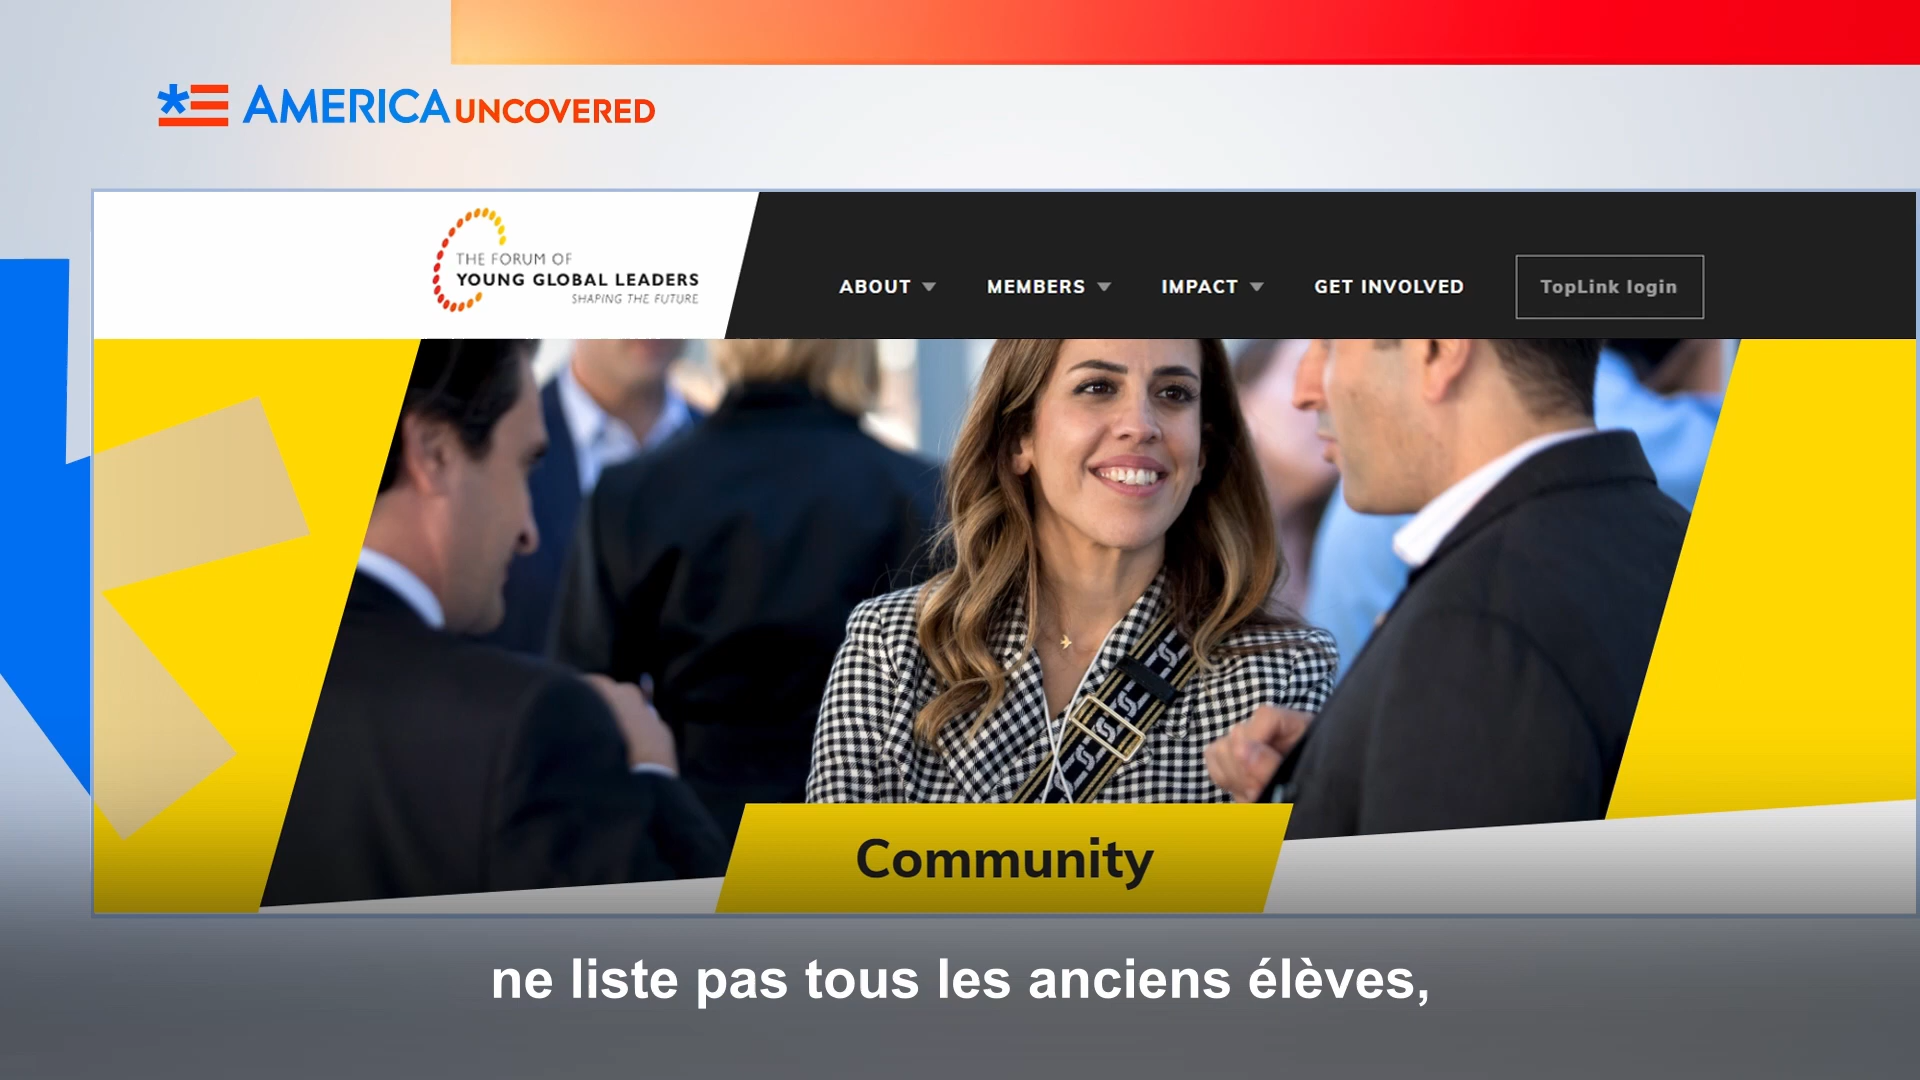 AMERICA UNCOVERED
THE FORUM OF
YOUNG GLOBAL LEADERS
SHAPING THE FUTURE
ABOUT MEMBERS IMPACT GET INVOLVED TopLink login
Community
ne liste pas tous les anciens élèves,